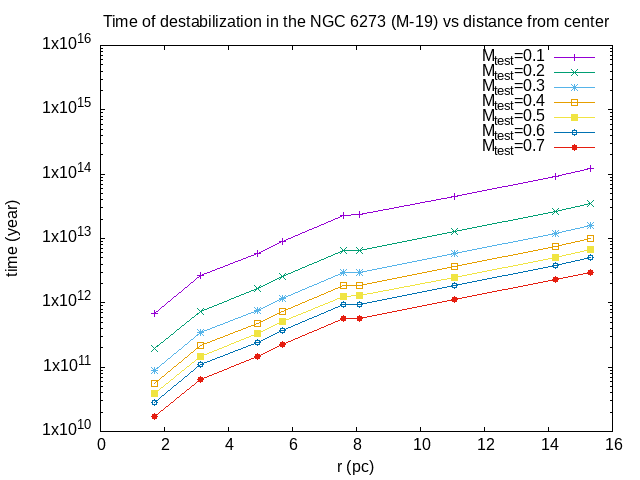 Time of destabilization in the NGC 6273 (M-19) vs distance from center
1x10^16
1x10^15
1x10^14
1x10^13
1x10^12
1x10^11
1x10^10
time (year)
M_test=0.1
M_test=0.2
M_test=0.3
M_test=0.4
M_test=0.5
M_test=0.6
M_test=0.7
0 2 4 6 8 10 12 14 16
r (pc)